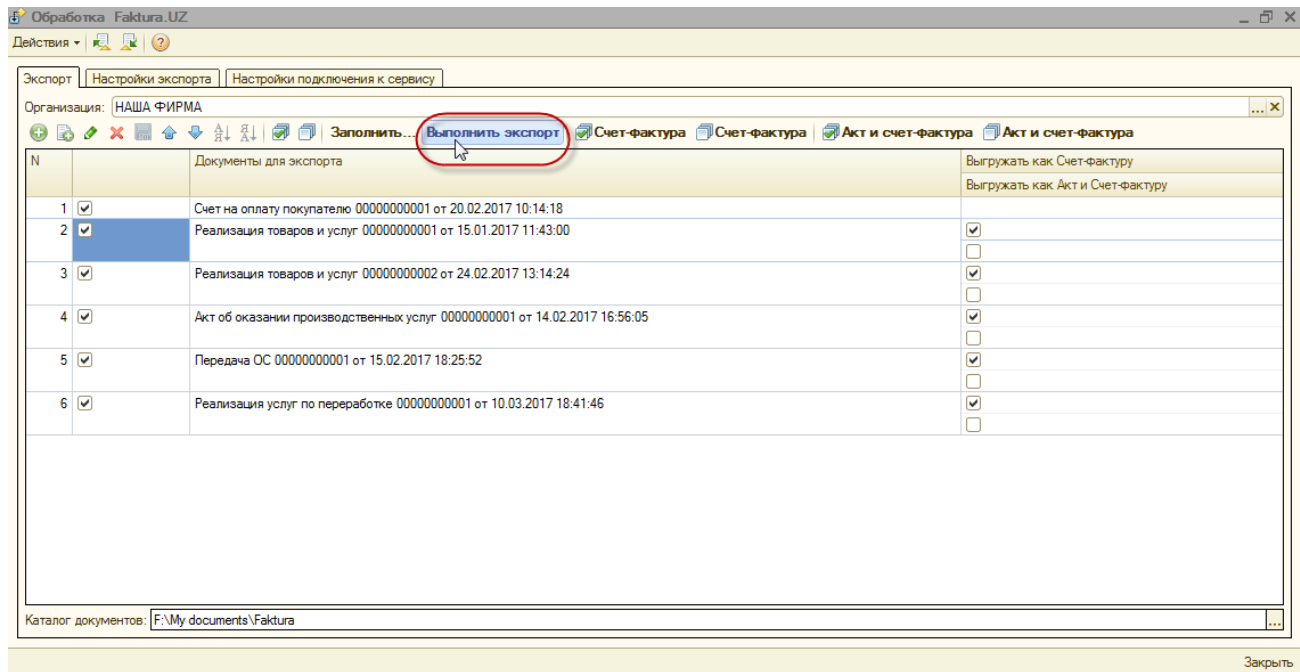 Обработка Faktura.UZ
Действия
Экспорт Настройки экспорта Настройки подключения к сервису
Организация: НАША ФИРМА ...
Заполнить... Выполнить экспорт Счет-фактура Счет-фактура Акт и счет-фактура Акт и счет-фактура
N Документы для экспорта Выгружать как Счет-фактуру
Выгружать как Акт и Счет-фактуру
1 Счет на оплату покупателю 00000000001 от 20.02.2017 10:14:18
2 Реализация товаров и услуг 00000000001 от 15.01.2017 11:43:00
3 Реализация товаров и услуг 00000000002 от 24.02.2017 13:14:24
4 Акт об оказании производственных услуг 00000000001 от 14.02.2017 16:56:05
5 Передача ОС 00000000001 от 15.02.2017 18:25:52
6 Реализация услуг по переработке 00000000001 от 10.03.2017 18:41:46
Каталог документов: F:\My documents\Faktura ...
Закрыть